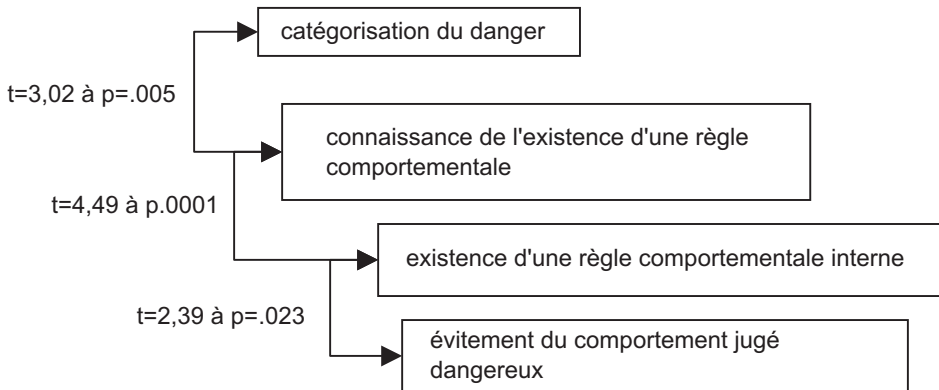 catégorisation du danger
t=3,02 à p=.005
connaissance de l'existence d'une règle
comportementale
t=4,49 à p.0001
existence d'une règle comportementale interne
t=2,39 à p=.023
évitement du comportement jugé
dangereux